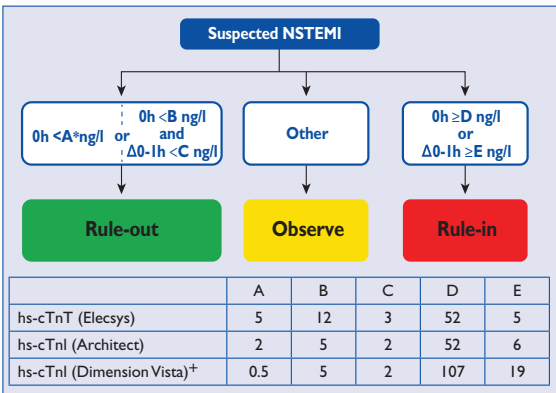 Suspected NSTEMI
0h <A*ng/l or 0h <B ng/l
and
Δ0-1h <C ng/l
Other
0h ≥D ng/l
or
Δ0-1h ≥E ng/l
Rule-out
Observe
Rule-in
A B C D E
hs-cTnT (Elecsys) 5 12 3 52 5
hs-cTnI (Architect) 2 5 2 52 6
hs-cTnI (Dimension Vista)+ 0.5 5 2 107 19